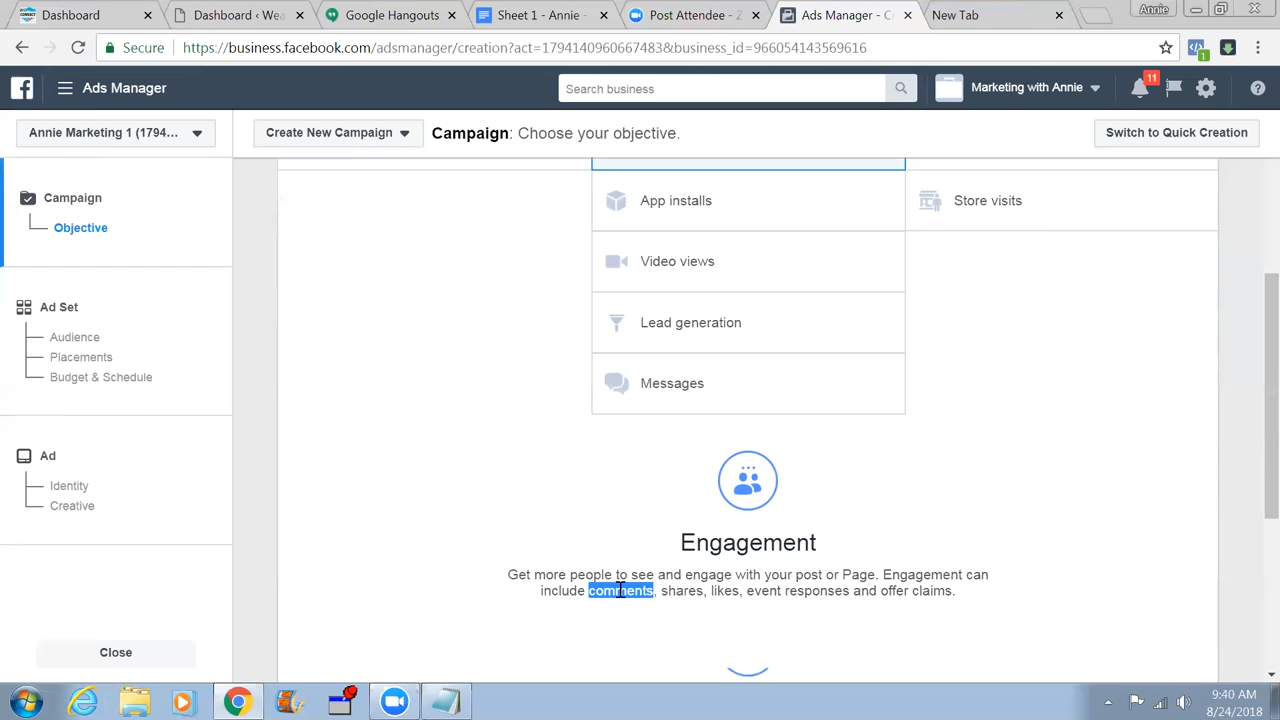 Dashboard
Dashboard ‹ Wea
Google Hangouts
Sheet 1 - Annie
Post Attendee - Z
Ads Manager - Cr
New Tab
Annie
Secure
https://business.facebook.com/adsmanager/creation?act=1794140960667483&business_id=966054143569616
1
Ads Manager
Search business
Marketing with Annie
11
Annie Marketing 1 (1794...
Create New Campaign
Campaign: Choose your objective.
Switch to Quick Creation
Campaign
Objective
Ad Set
Audience
Placements
Budget & Schedule
Ad
Identity
Creative
Close
App installs
Store visits
Video views
Lead generation
Messages
Engagement
Get more people to see and engage with your post or Page. Engagement can
include comments, shares, likes, event responses and offer claims.
9:40 AM
8/24/2018